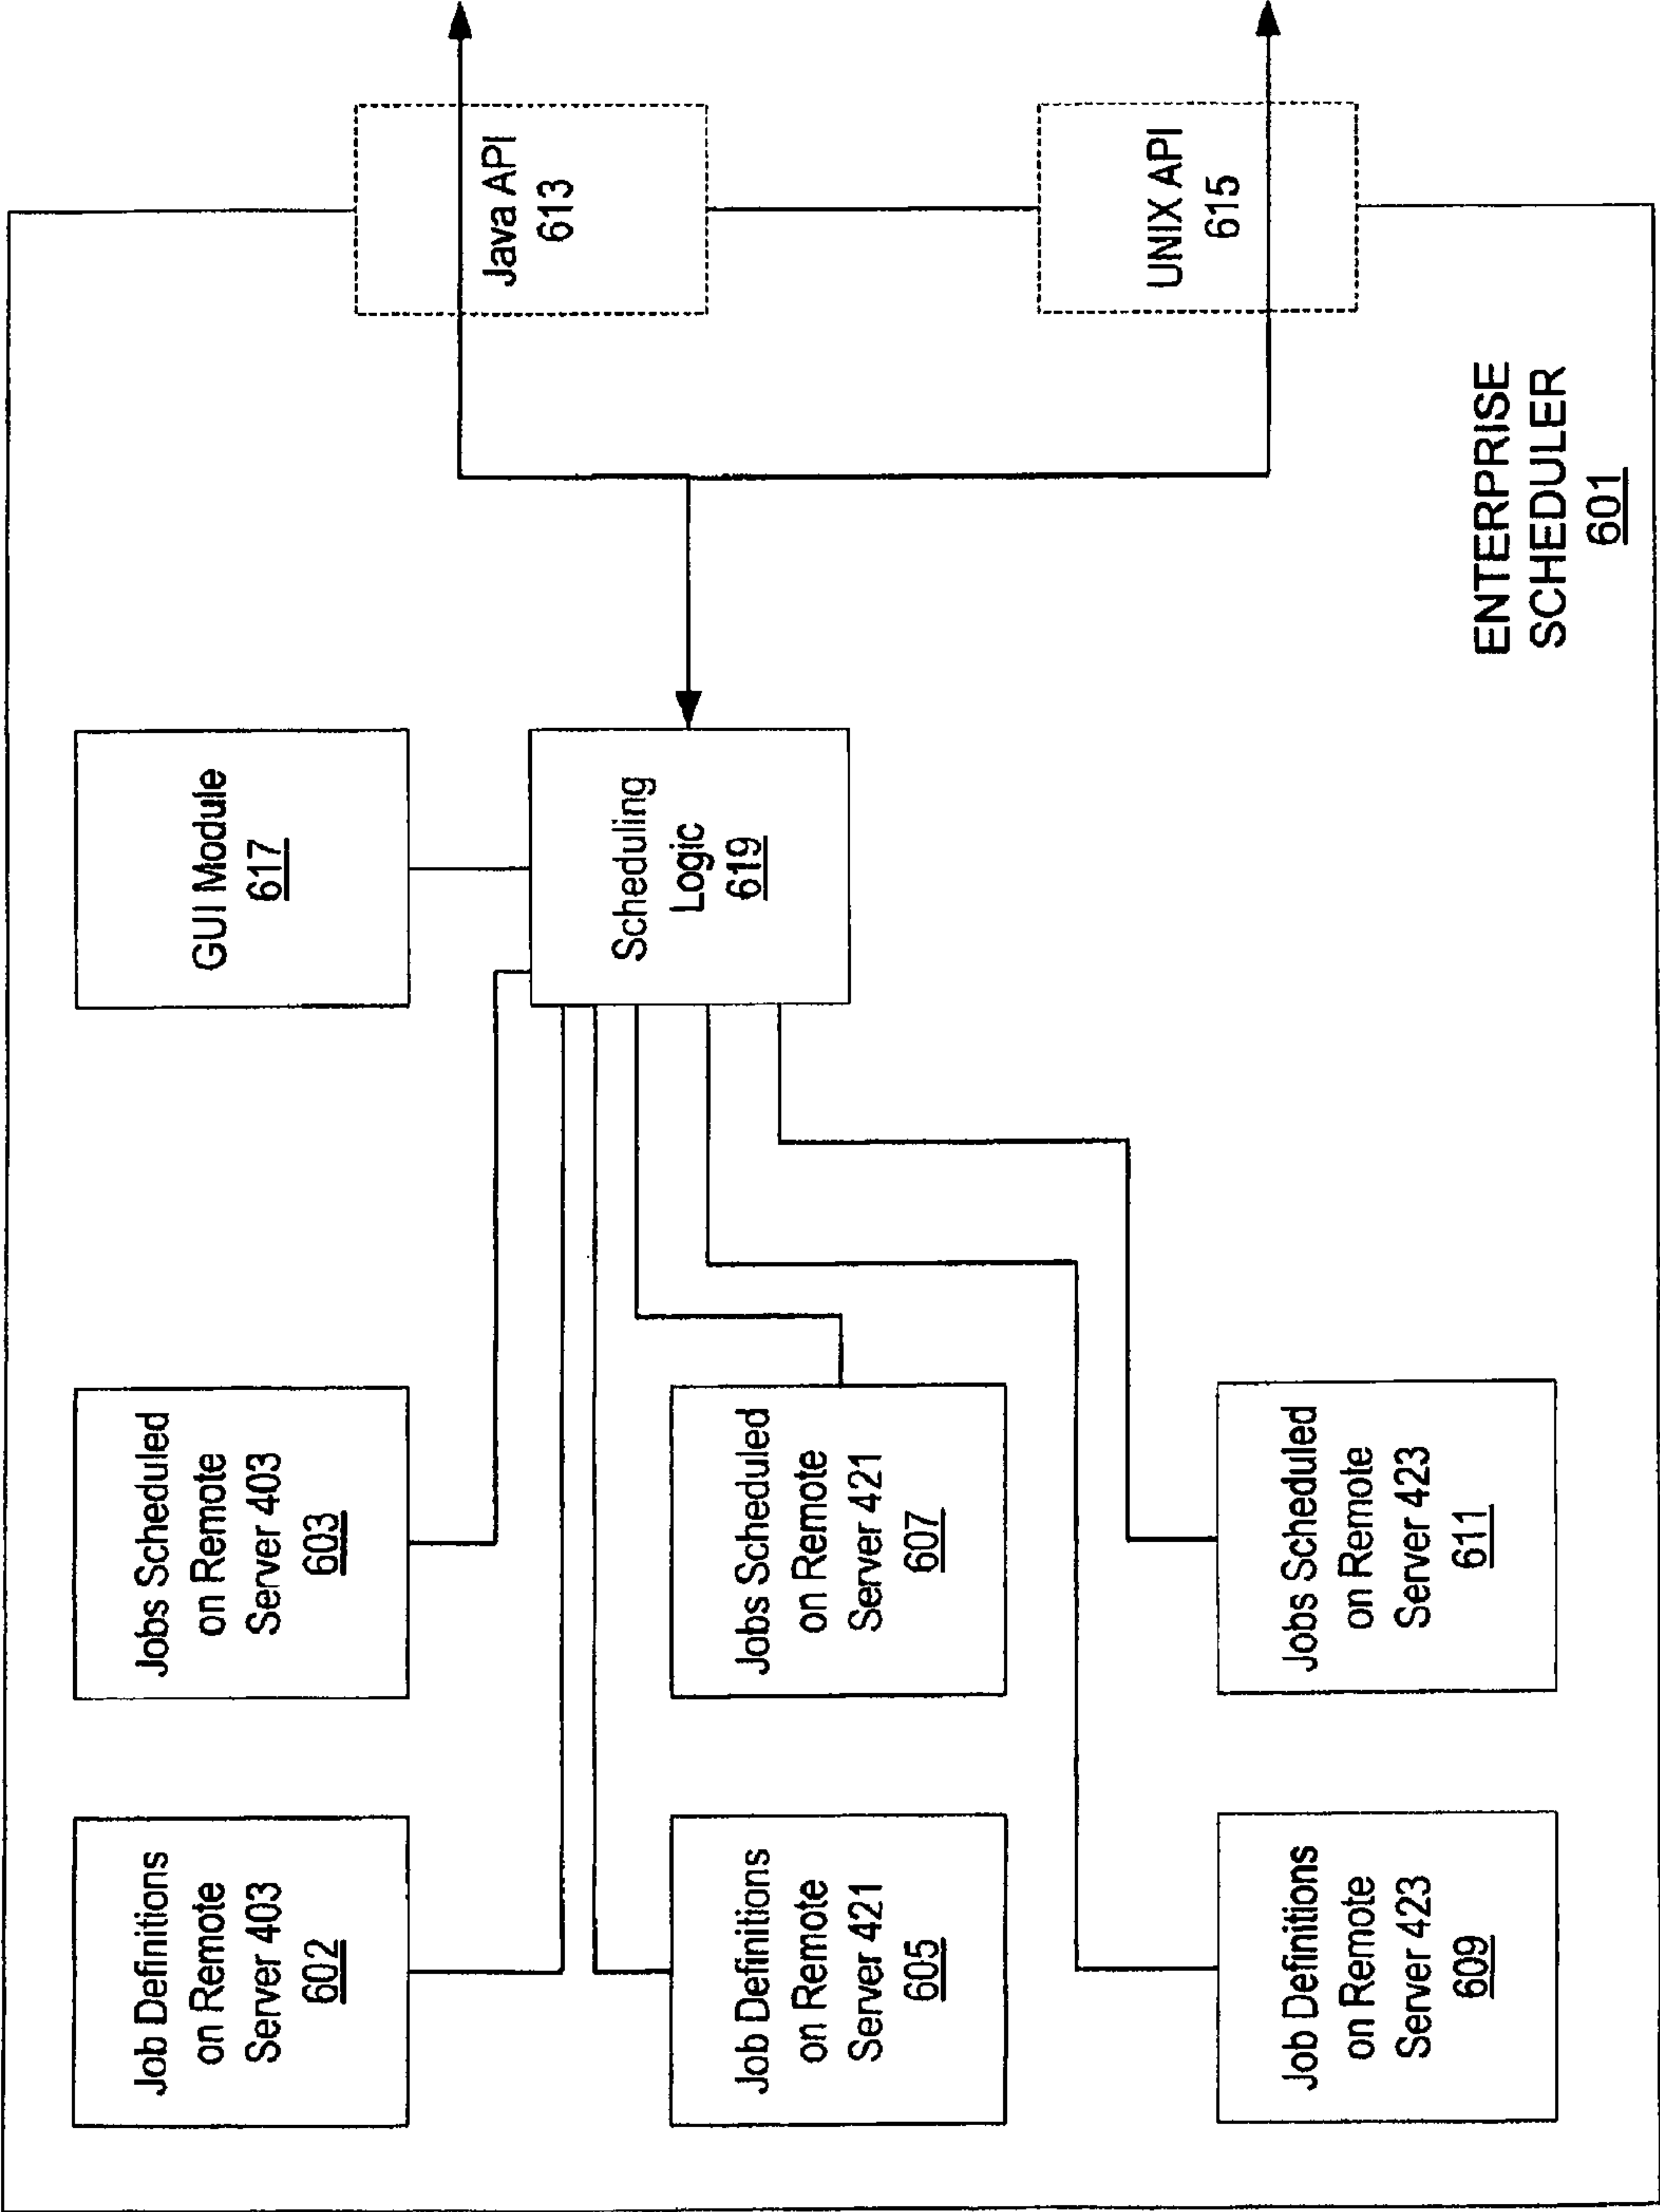 Job Definitions
on Remote
Server 403
602
Jobs Scheduled
on Remote
Server 403
603
GUI Module
617
Java API
613
Job Definitions
on Remote
Server 421
605
Jobs Scheduled
on Remote
Server 421
607
Scheduling
Logic
619
Job Definitions
on Remote
Server 423
609
Jobs Scheduled
on Remote
Server 423
611
UNIX API
615
ENTERPRISE
SCHEDULER
601